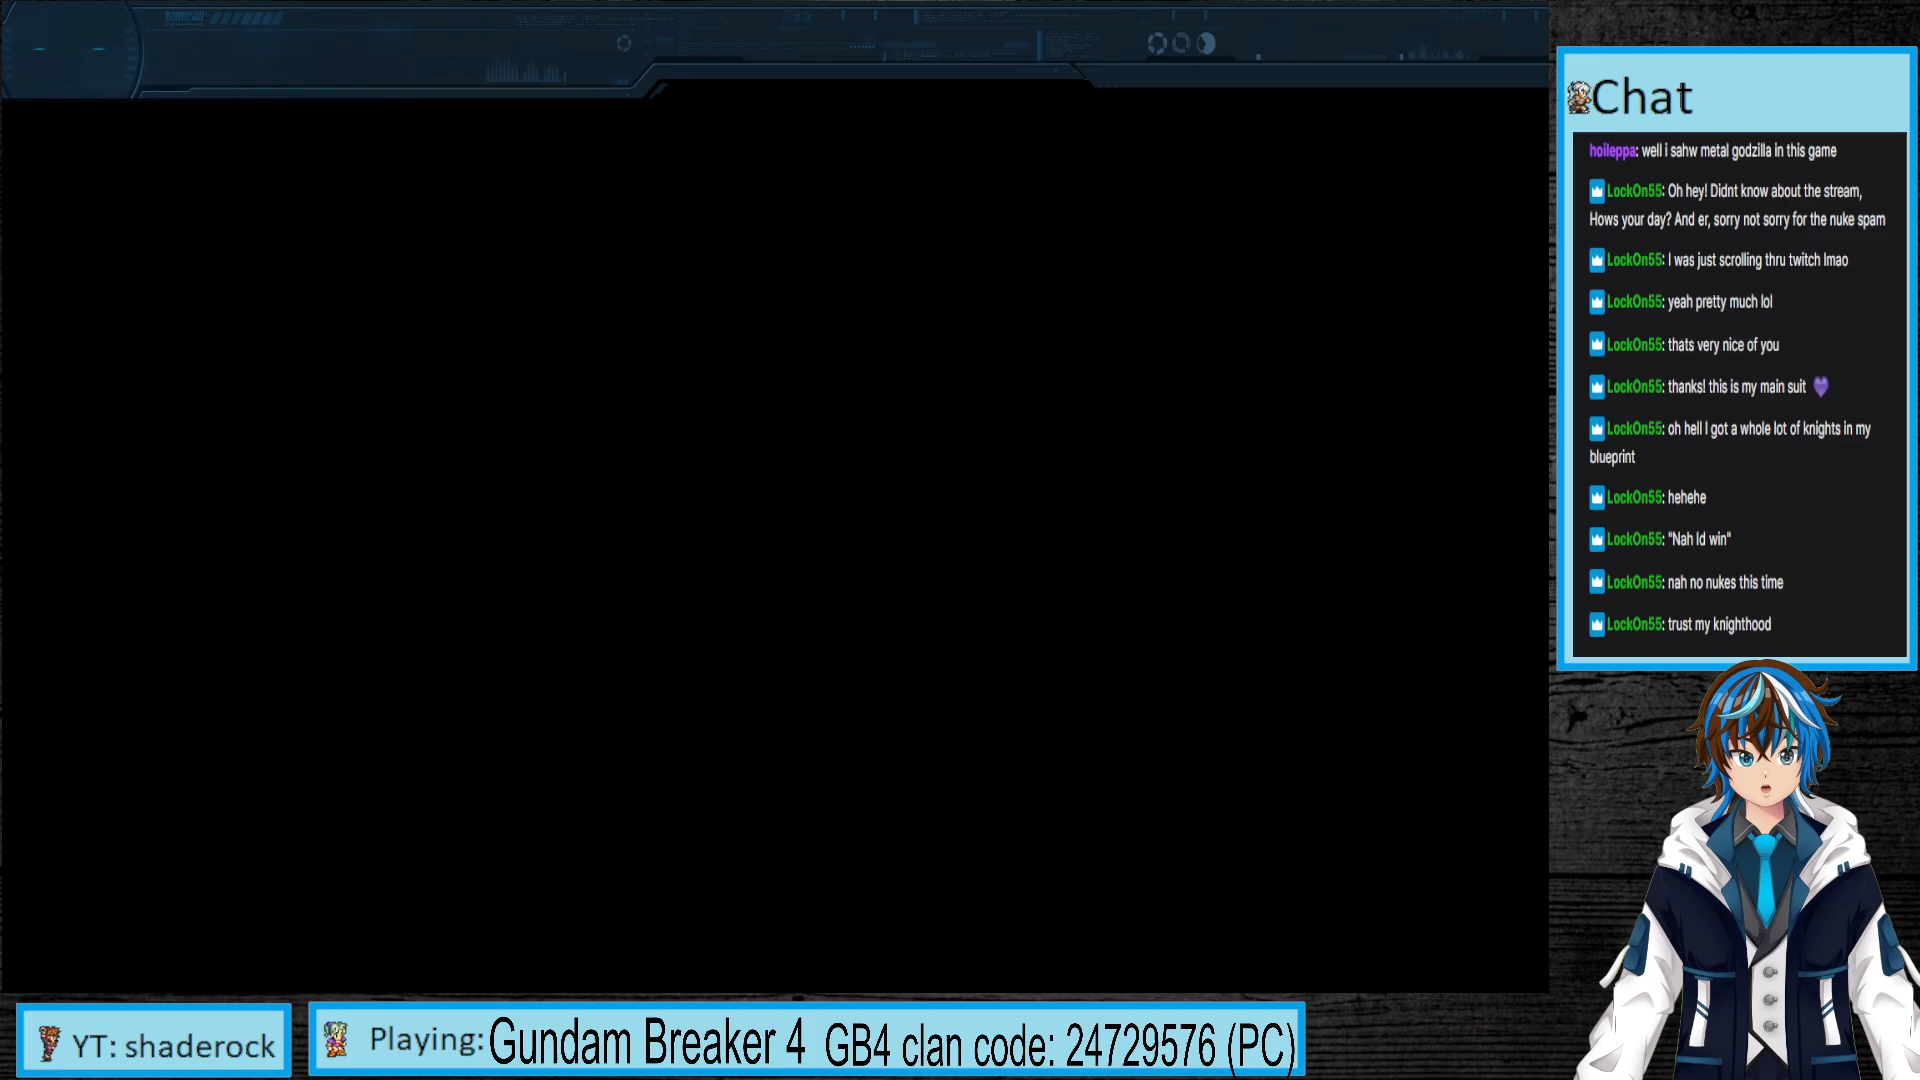 Chat
hoileppa: well i sahw metal godzilla in this game
LockOn55: Oh hey! Didnt know about the stream,
Hows your day? And er, sorry not sorry for the nuke spam
LockOn55: I was just scrolling thru twitch lmao
LockOn55: yeah pretty much lol
LockOn55: thats very nice of you
LockOn55: thanks! this is my main suit 💜
LockOn55: oh hell I got a whole lot of knights in my
blueprint
LockOn55: hehehe
LockOn55: "Nah Id win"
LockOn55: nah no nukes this time
LockOn55: trust my knighthood
YT: shaderock
Playing: Gundam Breaker 4 GB4 clan code: 24729576 (PC)